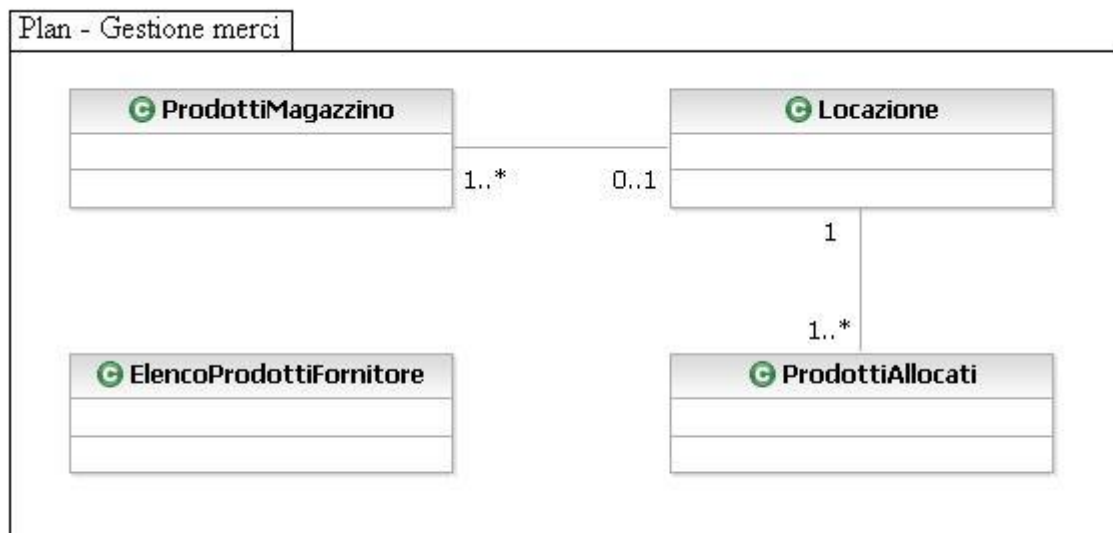 Plan - Gestione merci
ProdottiMagazzino
Locazione
1..*
0..1
1
1..*
ElencoProdottiFornitore
ProdottiAllocati